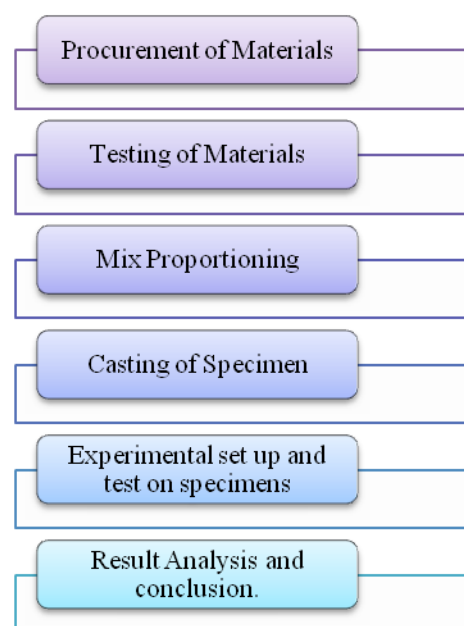 Procurement of Materials
Testing of Materials
Mix Proportioning
Casting of Specimen
Experimental set up and
test on specimens
Result Analysis and
conclusion.